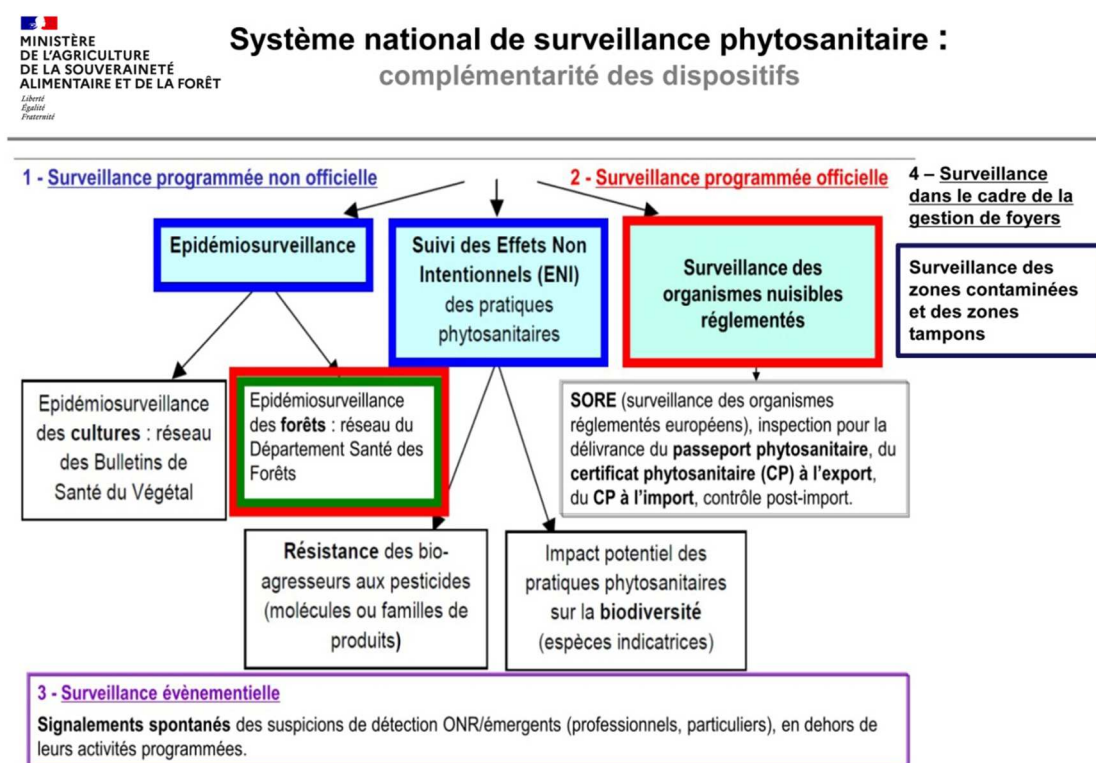 MINISTÈRE
DE L'AGRICULTURE
DE LA SOUVERAINETÉ
ALIMENTAIRE ET DE LA FORÊT
Liberté
Égalité
Fraternité
Système national de surveillance phytosanitaire :
complémentarité des dispositifs
1 - Surveillance programmée non officielle
2 - Surveillance programmée officielle
4 – Surveillance
dans le cadre de la
gestion de foyers
Epidémiosurveillance
Suivi des Effets Non
Intentionnels (ENI)
des pratiques
phytosanitaires
Surveillance des
organismes nuisibles
réglementés
Surveillance des
zones contaminées
et des zones
tampons
Epidémiosurveillance
des cultures : réseau
des Bulletins de
Santé du Végétal
Epidémiosurveillance
des forêts : réseau du
Département Santé des
Forêts
SORE (surveillance des organismes
réglementés européens), inspection pour la
délivrance du passeport phytosanitaire, du
certificat phytosanitaire (CP) à l'export,
du CP à l'import, contrôle post-import.
Résistance des bio-
agresseurs aux pesticides
(molécules ou familles de
produits)
Impact potentiel des
pratiques phytosanitaires
sur la biodiversité
(espèces indicatrices)
3 - Surveillance évènementielle
Signalements spontanés des suspicions de détection ONR/émergents (professionnels, particuliers), en dehors de
leurs activités programmées.